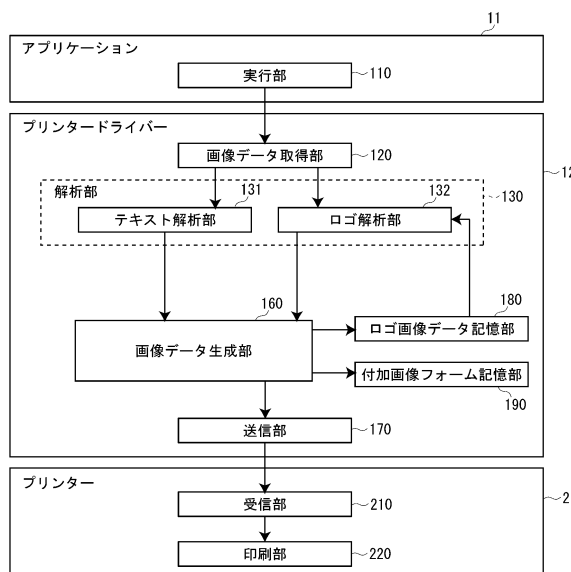 11
アプリケーション
実行部
110
プリンタードライバー
画像データ取得部
120
12
解析部
131
132
130
テキスト解析部
ロゴ解析部
160
180
画像データ生成部
ロゴ画像データ記憶部
付加画像フォーム記憶部
190
送信部
170
プリンター
2
受信部
210
印刷部
220